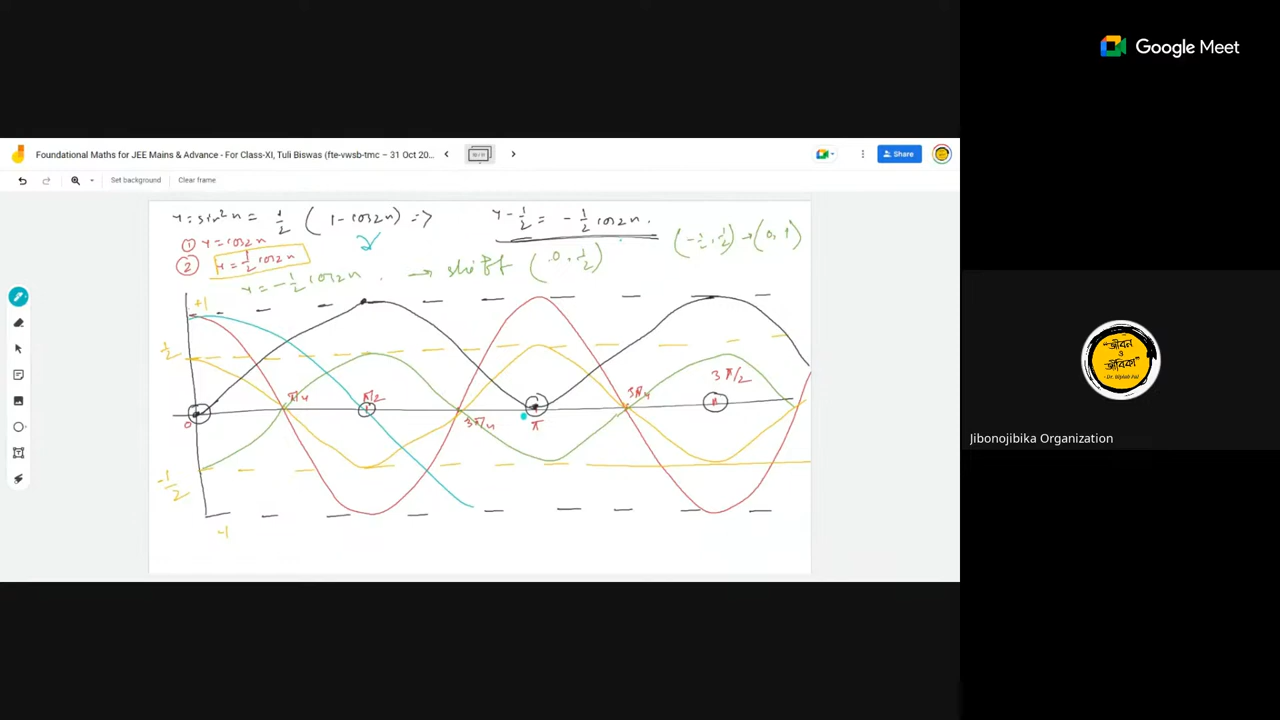 Google Meet
Foundational Maths for JEE Mains & Advance - For Class-XI, Tuli Biswas (fte-vwsb-tmc – 31 Oct 20...
Share
Set background
Clear frame
Y = sin²x = 1/2 (1 - cos2x) =>
Y - 1/2 = - 1/2 cos2x.
① Y = cos2x
② Y = 1/2 cos2x
(-1/2, 1/2) → (0, 1)
Y = - 1/2 cos2x. → shift (0, 1/2)
+1
1/2
0
π/4
π/2
3π/4
π
5π/4
3π/2
-1/2
-1
জীবন
ও
জীবিকা
Jibonojibika Organization